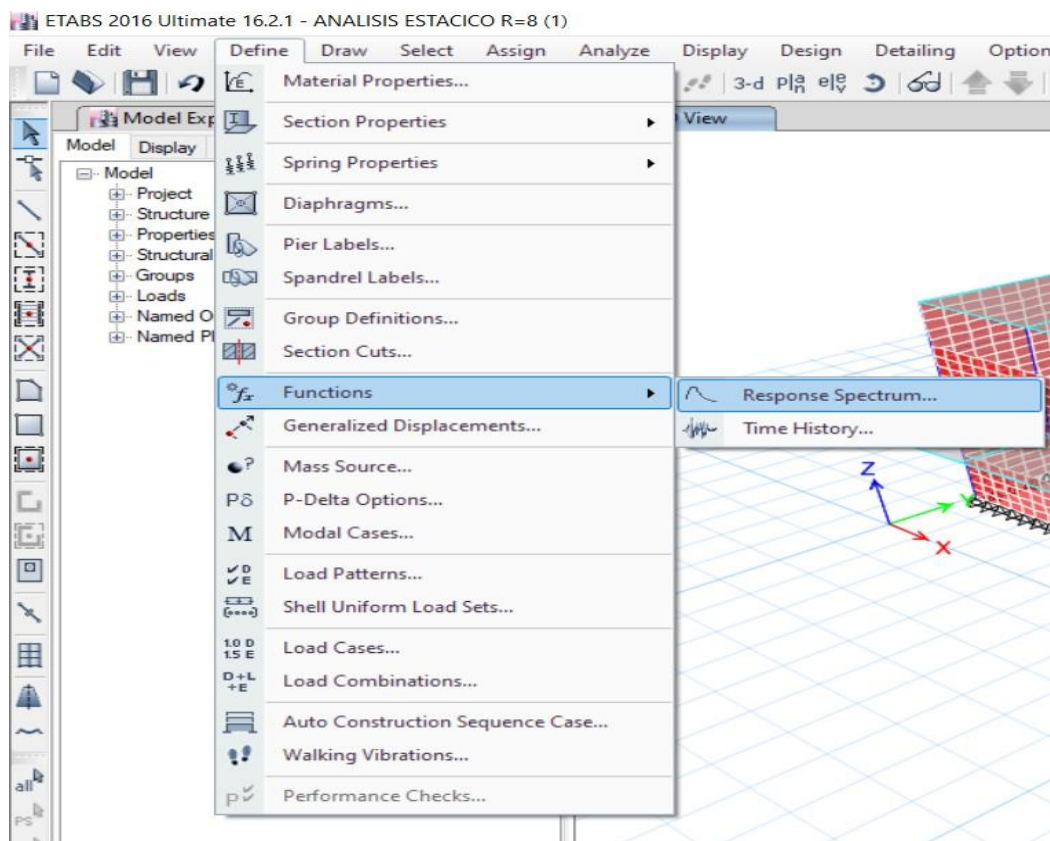 ETABS 2016 Ultimate 16.2.1 - ANALISIS ESTACICO R=8 (1)
File Edit View Define Draw Select Assign Analyze Display Design Detailing Option
3-d
Model Exp
View
Model Display
Model
Project
Structure
Properties
Structural
Groups
Loads
Named O
Named Pl
Material Properties...
Section Properties
Spring Properties
Diaphragms...
Pier Labels...
Spandrel Labels...
Group Definitions...
Section Cuts...
Functions
Response Spectrum...
Time History...
Generalized Displacements...
Mass Source...
Pδ P-Delta Options...
M Modal Cases...
Load Patterns...
Shell Uniform Load Sets...
Load Cases...
Load Combinations...
Auto Construction Sequence Case...
Walking Vibrations...
Performance Checks...
Z
X
all
PS